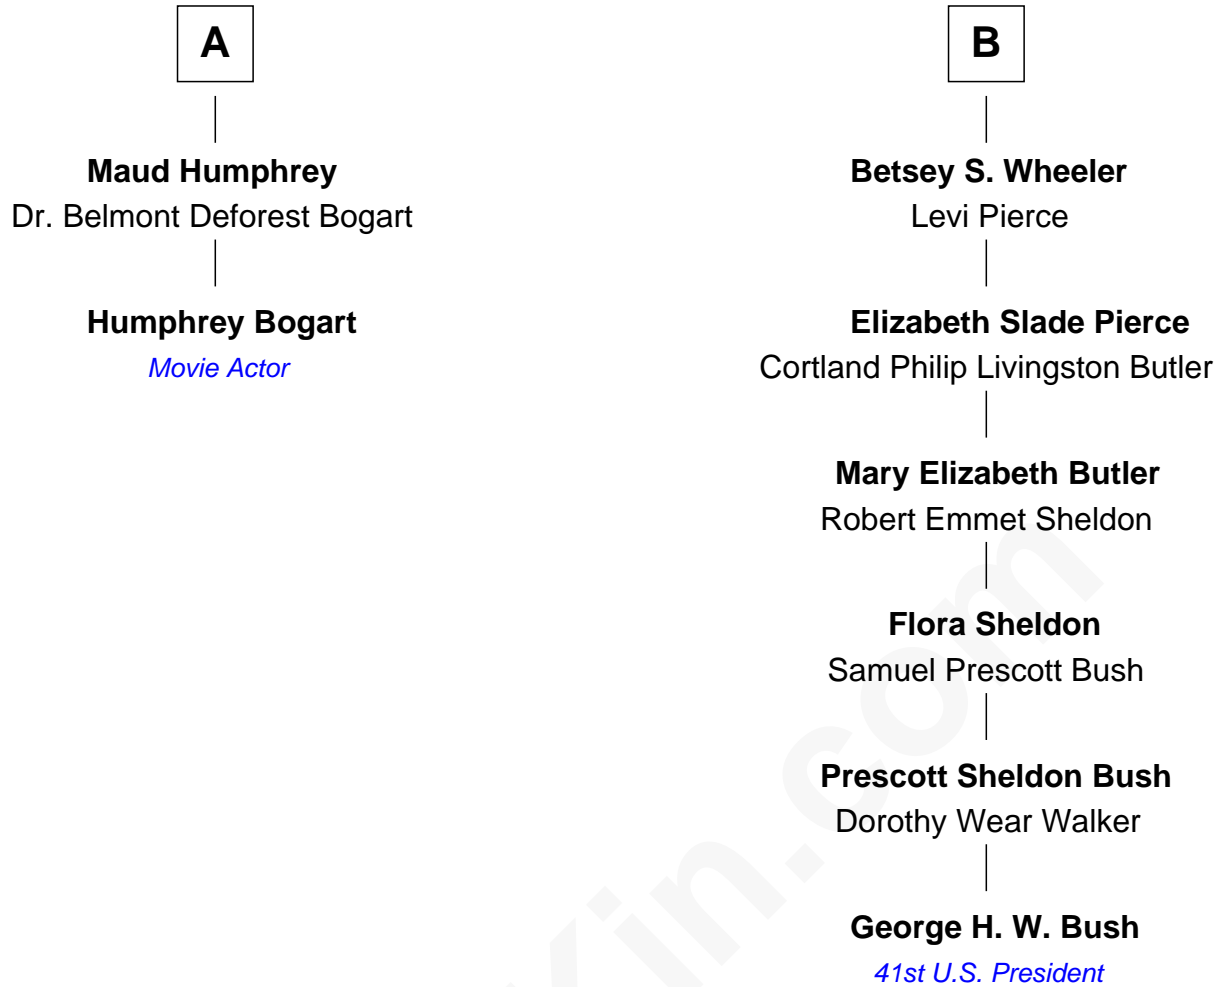 A
Maud Humphrey
Dr. Belmont Deforest Bogart
Humphrey Bogart
Movie Actor
B
Betsey S. Wheeler
Levi Pierce
Elizabeth Slade Pierce
Cortland Philip Livingston Butler
Mary Elizabeth Butler
Robert Emmet Sheldon
Flora Sheldon
Samuel Prescott Bush
Prescott Sheldon Bush
Dorothy Wear Walker
George H. W. Bush
41st U.S. President